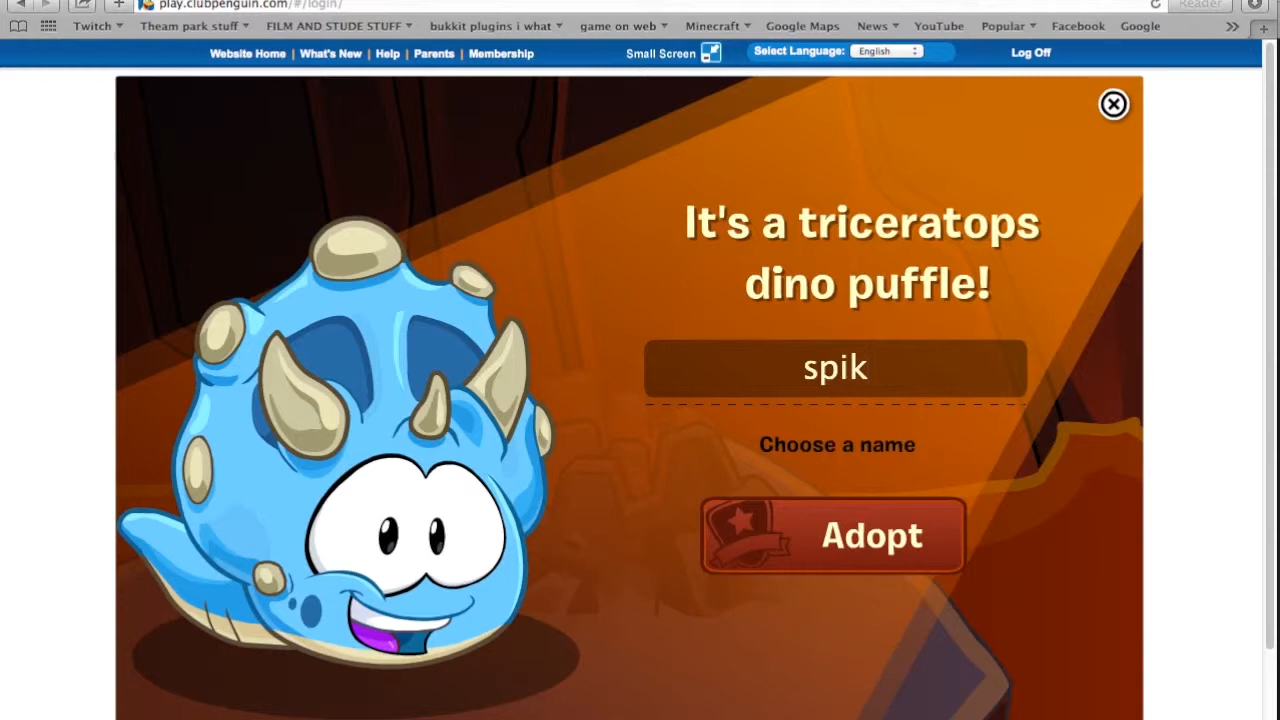 play.clubpenguin.com/#/login/
Reader
Twitch Theam park stuff FILM AND STUDE STUFF bukkit plugins i what game on web Minecraft Google Maps News YouTube Popular Facebook Google
Website Home | What's New | Help | Parents | Membership Small Screen Select Language: English Log Off
It's a triceratops
dino puffle!
spik
Choose a name
Adopt